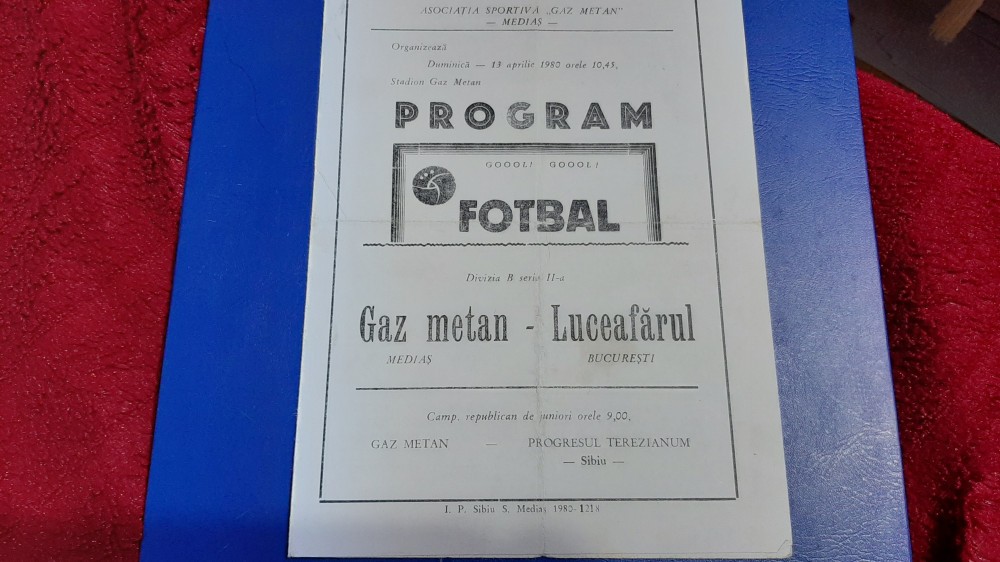 ASOCIAȚIA SPORTIVĂ „GAZ METAN"
— MEDIAȘ —
Organizează
Duminică — 13 aprilie 1980 orele 10,45,
Stadion Gaz Metan
PROGRAM
GOOOL! GOOOL!
FOTBAL
Divizia B seria II-a
Gaz metan - Luceafărul
MEDIAȘ BUCUREȘTI
Camp. republican de juniori orele 9,00,
GAZ METAN — PROGRESUL TEREZIANUM
— Sibiu —
I. P. Sibiu S. Mediaș 1980-1218